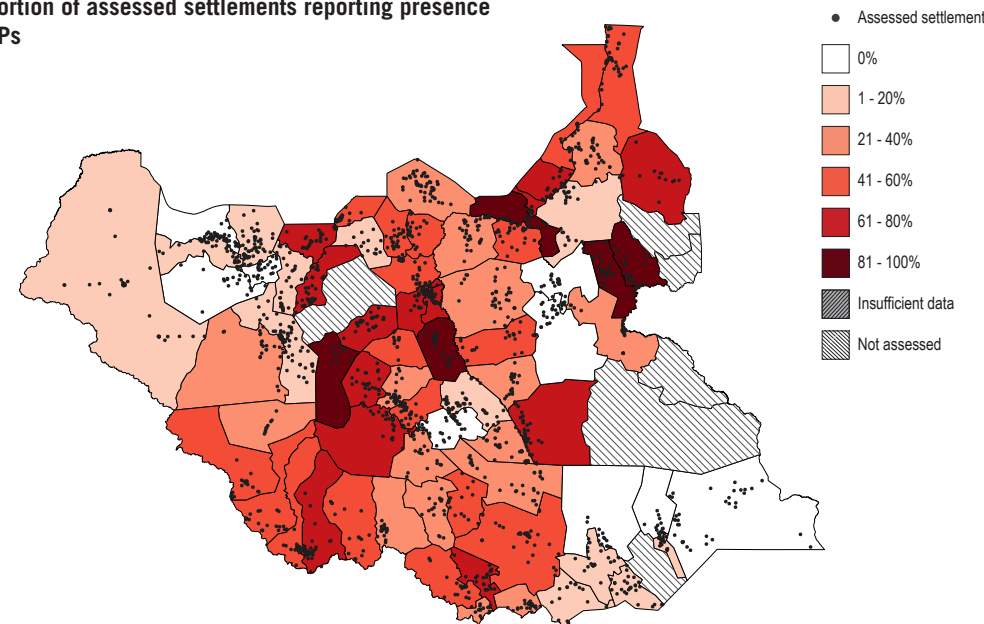 ortion of assessed settlements reporting presence
Ps
Assessed settlement
0%
1 - 20%
21 - 40%
41 - 60%
61 - 80%
81 - 100%
Insufficient data
Not assessed